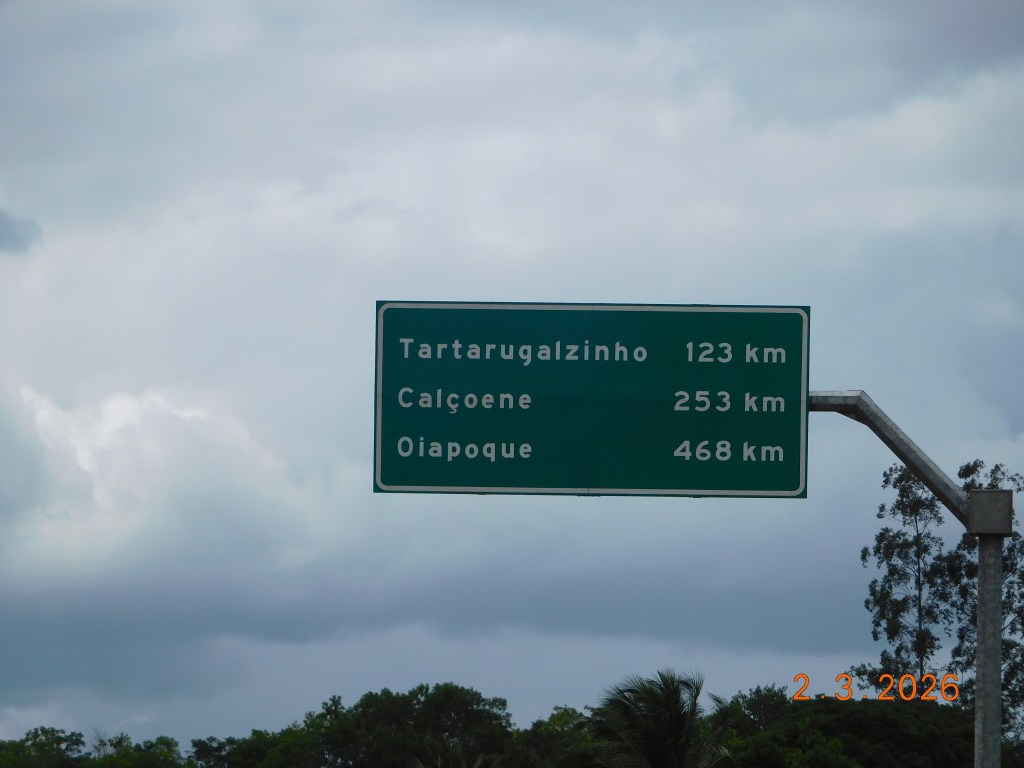 Tartarugalzinho 123 km
Calçoene 253 km
Oiapoque 468 km
2.3.2026